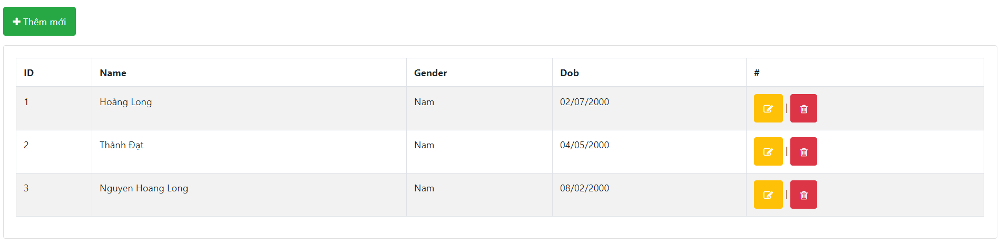 Thêm mới
ID Name Gender Dob #
1 Hoàng Long Nam 02/07/2000 |
2 Thành Đạt Nam 04/05/2000 |
3 Nguyen Hoang Long Nam 08/02/2000 |